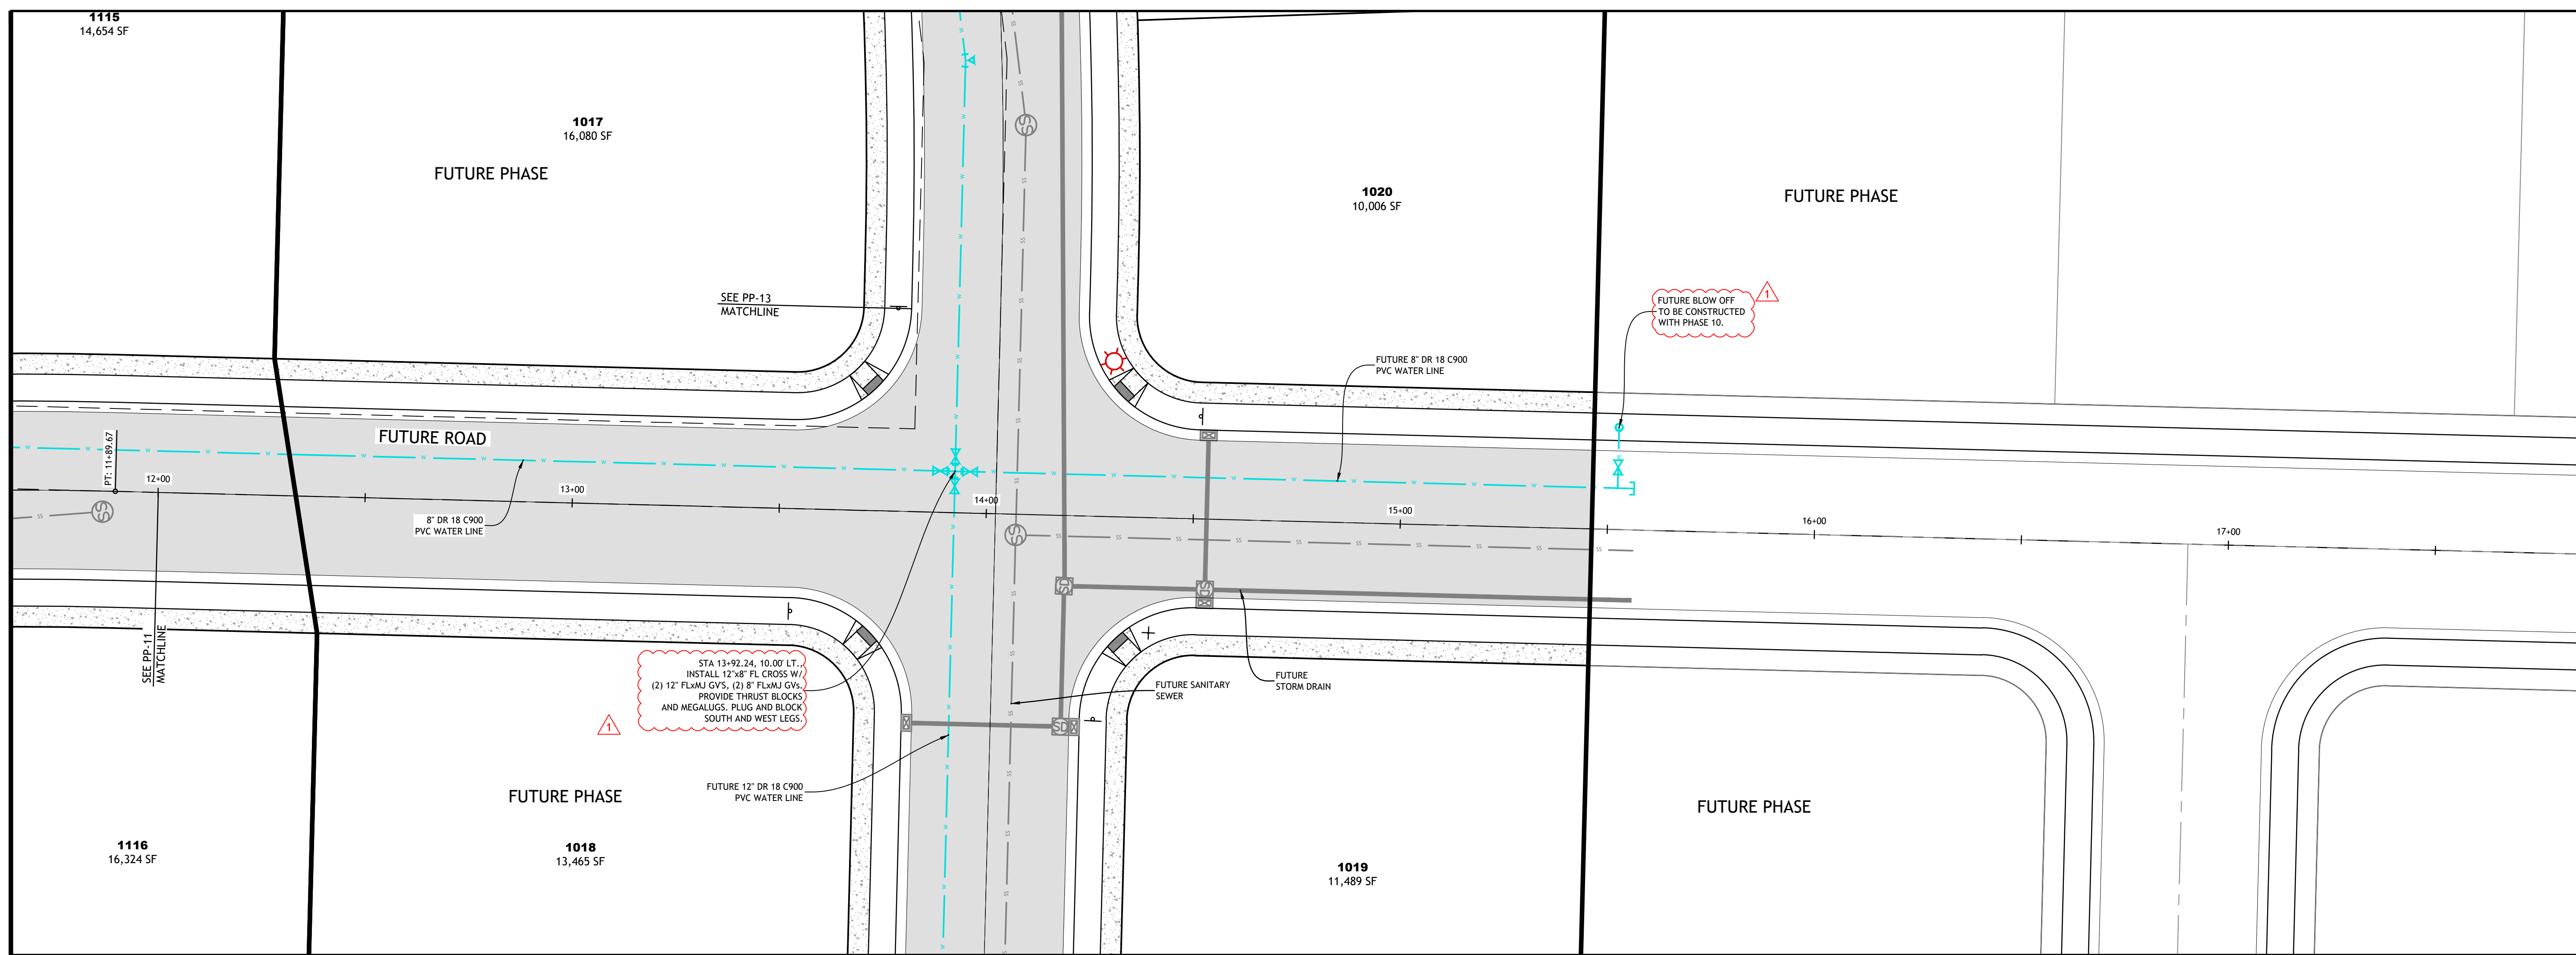 1115
14,654 SF
1017
16,080 SF
FUTURE PHASE
1020
10,006 SF
FUTURE PHASE
SEE PP-13
MATCHLINE
FUTURE BLOW OFF
TO BE CONSTRUCTED
WITH PHASE 10.
1
FUTURE 8" DR 18 C900
PVC WATER LINE
FUTURE ROAD
PT: 11+89.67
12+00
13+00
14+00
15+00
16+00
17+00
8" DR 18 C900
PVC WATER LINE
SS
SS
SS
SD
SD
SD
SEE PP-11
MATCHLINE
STA 13+92.24, 10.00' LT.,
INSTALL 12"x8" FL CROSS W/
(2) 12" FLxMJ GV'S, (2) 8" FLxMJ GVs.
PROVIDE THRUST BLOCKS
AND MEGALUGS. PLUG AND BLOCK
SOUTH AND WEST LEGS.
1
FUTURE SANITARY
SEWER
FUTURE
STORM DRAIN
FUTURE 12" DR 18 C900
PVC WATER LINE
FUTURE PHASE
FUTURE PHASE
1116
16,324 SF
1018
13,465 SF
1019
11,489 SF